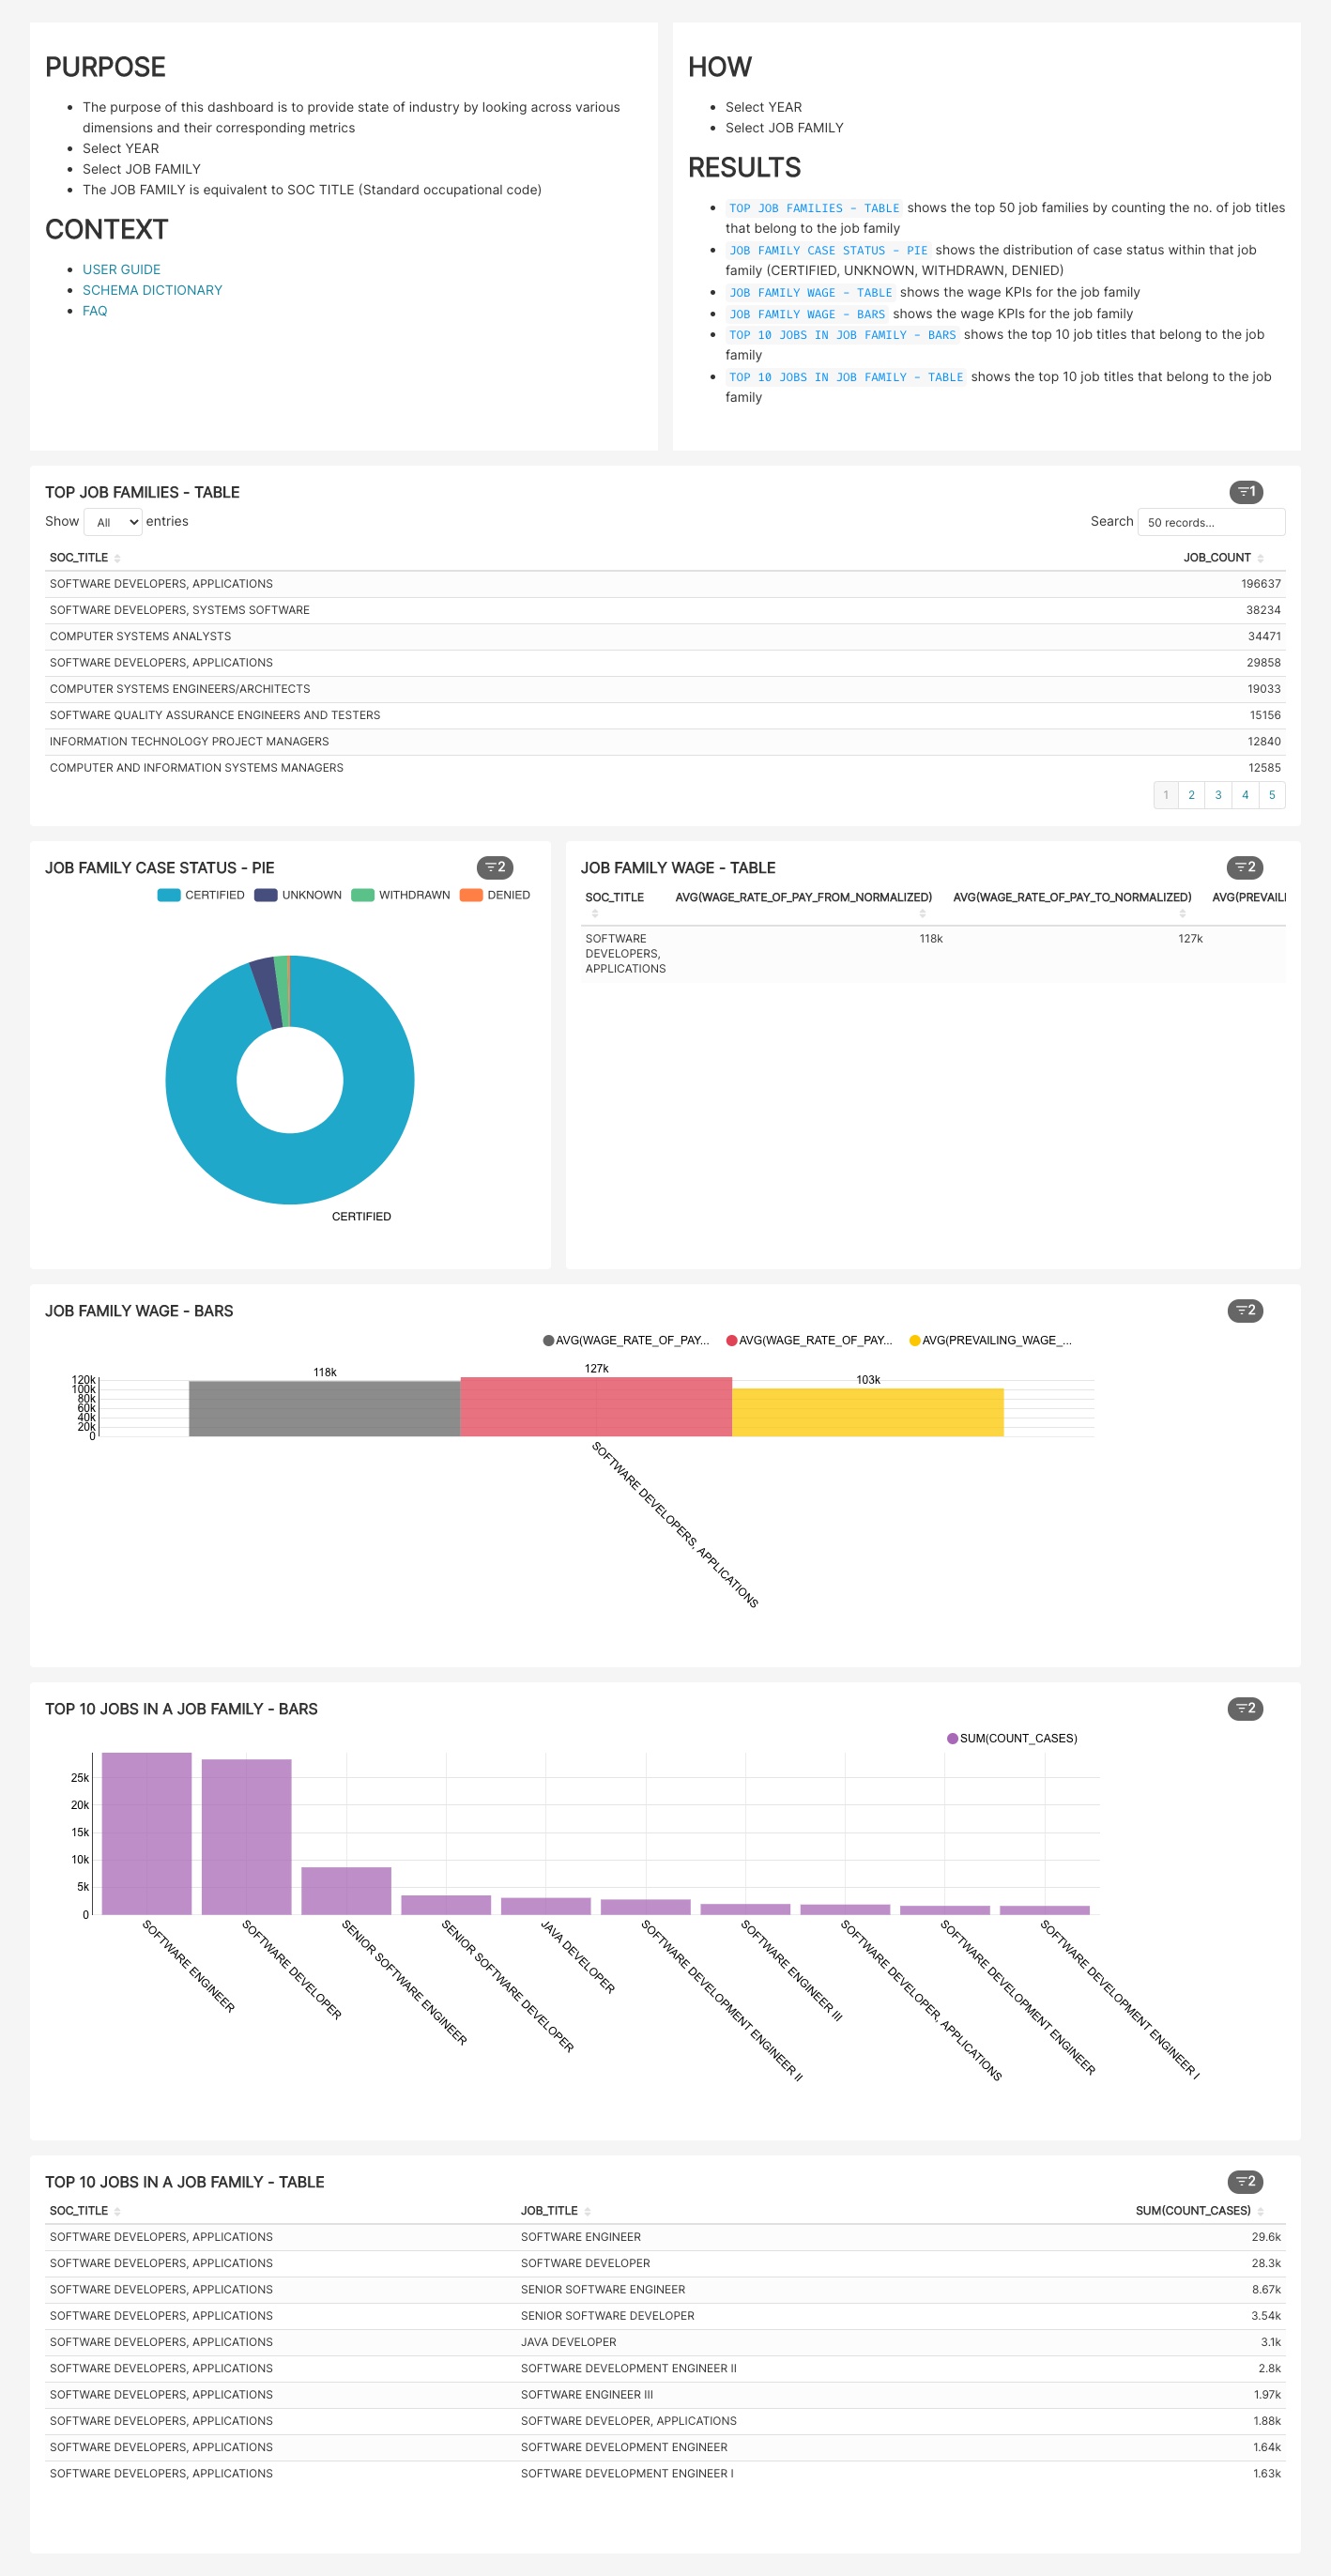 PURPOSE
The purpose of this dashboard is to provide state of industry by looking across various
dimensions and their corresponding metrics
Select YEAR
Select JOB FAMILY
The JOB FAMILY is equivalent to SOC TITLE (Standard occupational code)
CONTEXT
USER GUIDE
SCHEMA DICTIONARY
FAQ
HOW
Select YEAR
Select JOB FAMILY
RESULTS
TOP JOB FAMILIES - TABLE shows the top 50 job families by counting the no. of job titles
that belong to the job family
JOB FAMILY CASE STATUS - PIE shows the distribution of case status within that job
family (CERTIFIED, UNKNOWN, WITHDRAWN, DENIED)
JOB FAMILY WAGE - TABLE shows the wage KPIs for the job family
JOB FAMILY WAGE - BARS shows the wage KPIs for the job family
TOP 10 JOBS IN JOB FAMILY - BARS shows the top 10 job titles that belong to the job
family
TOP 10 JOBS IN JOB FAMILY - TABLE shows the top 10 job titles that belong to the job
family
TOP JOB FAMILIES - TABLE 1
Show All entries Search 50 records...
SOC_TITLE JOB_COUNT
SOFTWARE DEVELOPERS, APPLICATIONS 196637
SOFTWARE DEVELOPERS, SYSTEMS SOFTWARE 38234
COMPUTER SYSTEMS ANALYSTS 34471
SOFTWARE DEVELOPERS, APPLICATIONS 29858
COMPUTER SYSTEMS ENGINEERS/ARCHITECTS 19033
SOFTWARE QUALITY ASSURANCE ENGINEERS AND TESTERS 15156
INFORMATION TECHNOLOGY PROJECT MANAGERS 12840
COMPUTER AND INFORMATION SYSTEMS MANAGERS 12585
1 2 3 4 5
JOB FAMILY CASE STATUS - PIE 2
CERTIFIED UNKNOWN WITHDRAWN DENIED
CERTIFIED
JOB FAMILY WAGE - TABLE 2
SOC_TITLE AVG(WAGE_RATE_OF_PAY_FROM_NORMALIZED) AVG(WAGE_RATE_OF_PAY_TO_NORMALIZED) AVG(PREVAIL
SOFTWARE 118k 127k
DEVELOPERS,
APPLICATIONS
JOB FAMILY WAGE - BARS 2
AVG(WAGE_RATE_OF_PAY... AVG(WAGE_RATE_OF_PAY... AVG(PREVAILING_WAGE_...
118k 127k 103k
120k
100k
80k
60k
40k
20k
0
SOFTWARE DEVELOPERS, APPLICATIONS
TOP 10 JOBS IN A JOB FAMILY - BARS 2
SUM(COUNT_CASES)
25k
20k
15k
10k
5k
0
SOFTWARE ENGINEER
SOFTWARE DEVELOPER
SENIOR SOFTWARE ENGINEER
SENIOR SOFTWARE DEVELOPER
JAVA DEVELOPER
SOFTWARE DEVELOPMENT ENGINEER II
SOFTWARE ENGINEER III
SOFTWARE DEVELOPER, APPLICATIONS
SOFTWARE DEVELOPMENT ENGINEER
SOFTWARE DEVELOPMENT ENGINEER I
TOP 10 JOBS IN A JOB FAMILY - TABLE 2
SOC_TITLE JOB_TITLE SUM(COUNT_CASES)
SOFTWARE DEVELOPERS, APPLICATIONS SOFTWARE ENGINEER 29.6k
SOFTWARE DEVELOPERS, APPLICATIONS SOFTWARE DEVELOPER 28.3k
SOFTWARE DEVELOPERS, APPLICATIONS SENIOR SOFTWARE ENGINEER 8.67k
SOFTWARE DEVELOPERS, APPLICATIONS SENIOR SOFTWARE DEVELOPER 3.54k
SOFTWARE DEVELOPERS, APPLICATIONS JAVA DEVELOPER 3.1k
SOFTWARE DEVELOPERS, APPLICATIONS SOFTWARE DEVELOPMENT ENGINEER II 2.8k
SOFTWARE DEVELOPERS, APPLICATIONS SOFTWARE ENGINEER III 1.97k
SOFTWARE DEVELOPERS, APPLICATIONS SOFTWARE DEVELOPER, APPLICATIONS 1.88k
SOFTWARE DEVELOPERS, APPLICATIONS SOFTWARE DEVELOPMENT ENGINEER 1.64k
SOFTWARE DEVELOPERS, APPLICATIONS SOFTWARE DEVELOPMENT ENGINEER I 1.63k